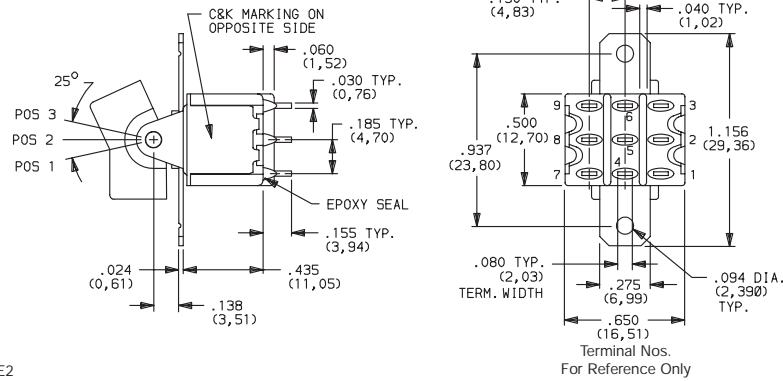 C&K MARKING ON
OPPOSITE SIDE
.060
(1,52)
.030 TYP.
(0,76)
25°
POS 3
POS 2
POS 1
.185 TYP.
(4,70)
EPOXY SEAL
.155 TYP.
(3,94)
.024
(0,61)
.435
(11,05)
.138
(3,51)
TYP.
(4,83)
.040 TYP.
(1,02)
9
3
6
.500
(12,70)
8
2
5
.937
(23,80)
1.156
(29,36)
4
7
1
.080 TYP.
(2,03)
TERM. WIDTH
.275
(6,99)
.094 DIA.
(2,390)
TYP.
.650
(16,51)
Terminal Nos.
For Reference Only
E2